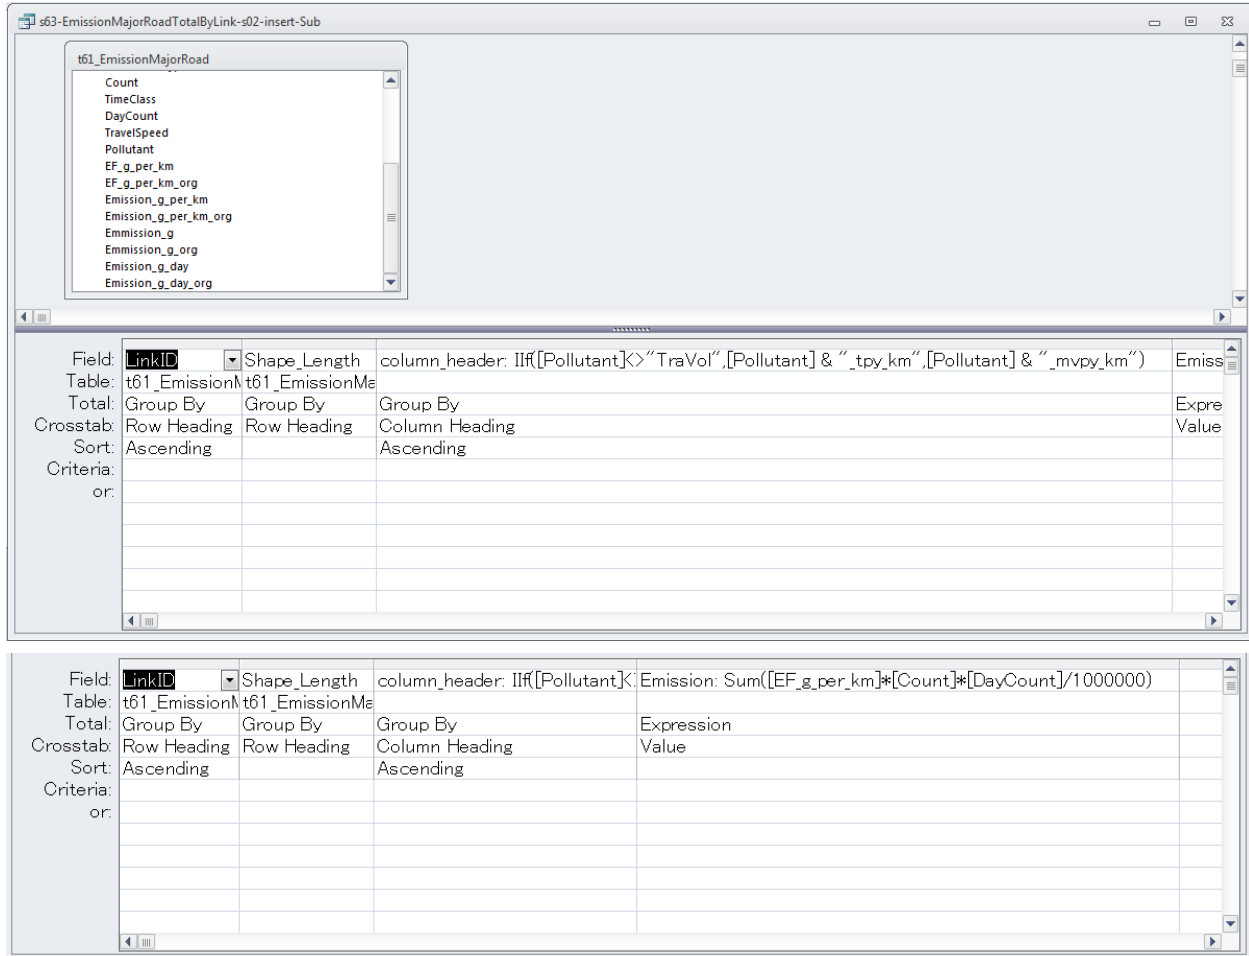 s63-EmissionMajorRoadTotalByLink-s02-insert-Sub
t61_EmissionMajorRoad
Count
TimeClass
DayCount
TravelSpeed
Pollutant
EF_g_per_km
EF_g_per_km_org
Emission_g_per_km
Emission_g_per_km_org
Emmission_g
Emmission_g_org
Emission_g_day
Emission_g_day_org
Field: LinkID Shape_Length column_header: IIf([Pollutant]<>"TraVol",[Pollutant] & "_tpy_km",[Pollutant] & "_mvpy_km") Emiss
Table: t61_EmissionM t61_EmissionMa
Total: Group By Group By Group By Expre
Crosstab: Row Heading Row Heading Column Heading Value
Sort: Ascending Ascending
Criteria:
or:
Field: LinkID Shape_Length column_header: IIf([Pollutant]< Emission: Sum([EF_g_per_km]*[Count]*[DayCount]/1000000)
Table: t61_EmissionM t61_EmissionMa
Total: Group By Group By Group By Expression
Crosstab: Row Heading Row Heading Column Heading Value
Sort: Ascending Ascending
Criteria:
or: